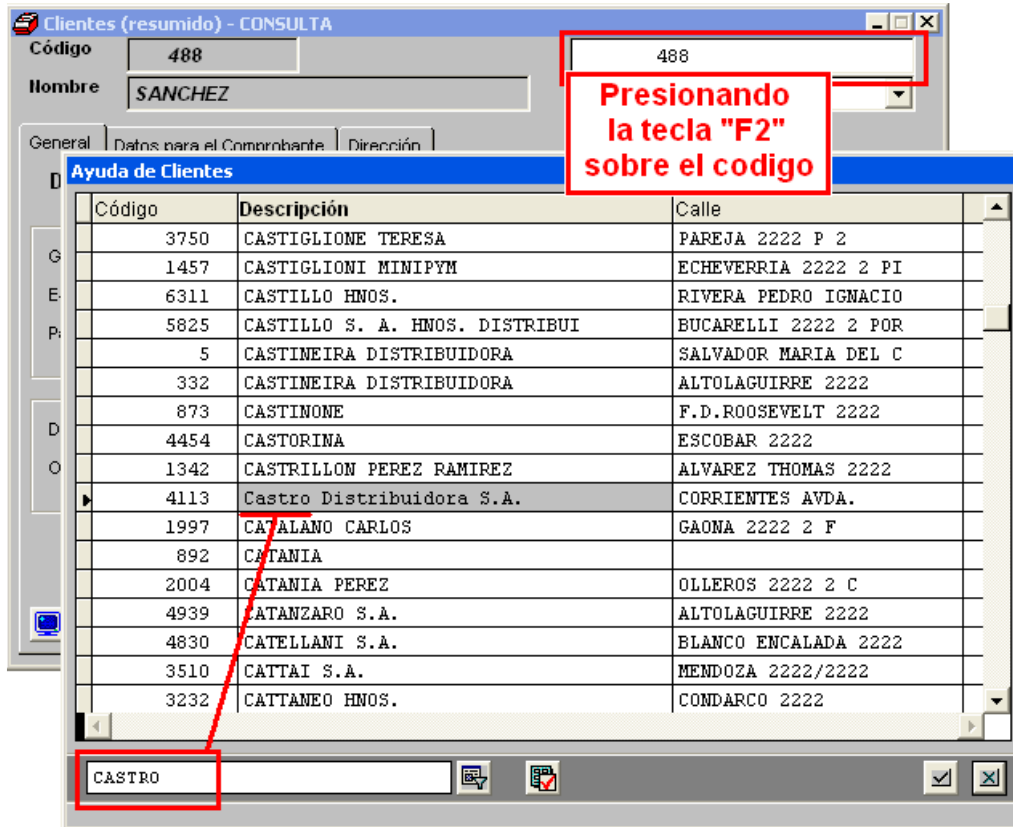 Clientes (resumido) - CONSULTA
Código 488 488
Nombre SANCHEZ
Presionando
la tecla "F2"
sobre el codigo
General Datos para el Comprobante Dirección
Ayuda de Clientes
Código Descripción Calle
3750 CASTIGLIONE TERESA PAREJA 2222 P 2
1457 CASTIGLIONI MINIPYM ECHEVERRIA 2222 2 PI
6311 CASTILLO HNOS. RIVERA PEDRO IGNACIO
5825 CASTILLO S. A. HNOS. DISTRIBUI BUCARELLI 2222 2 POR
5 CASTINEIRA DISTRIBUIDORA SALVADOR MARIA DEL C
332 CASTINEIRA DISTRIBUIDORA ALTOLAGUIRRE 2222
873 CASTINONE F.D.ROOSEVELT 2222
4454 CASTORINA ESCOBAR 2222
1342 CASTRILLON PEREZ RAMIREZ ALVAREZ THOMAS 2222
4113 Castro Distribuidora S.A. CORRIENTES AVDA.
1997 CATALANO CARLOS GAONA 2222 2 F
892 CATANIA
2004 CATANIA PEREZ OLLEROS 2222 2 C
4939 CATANZARO S.A. ALTOLAGUIRRE 2222
4830 CATELLANI S.A. BLANCO ENCALADA 2222
3510 CATTAI S.A. MENDOZA 2222/2222
3232 CATTANEO HNOS. CONDARCO 2222
CASTRO